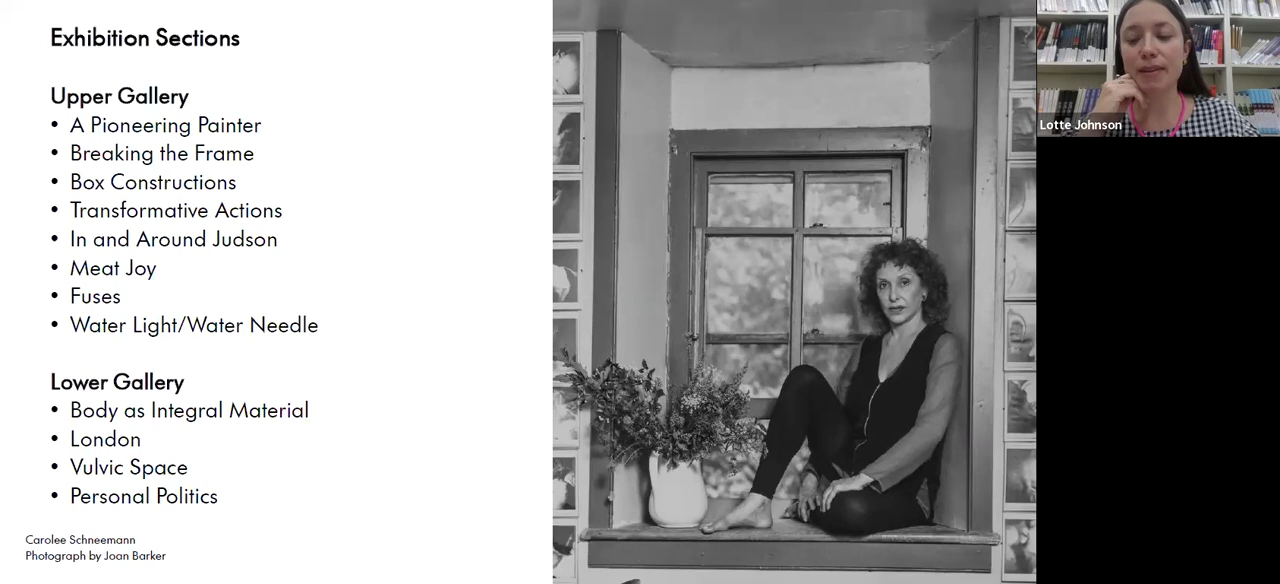 Exhibition Sections
Upper Gallery
• A Pioneering Painter
• Breaking the Frame
• Box Constructions
• Transformative Actions
• In and Around Judson
• Meat Joy
• Fuses
• Water Light/Water Needle
Lower Gallery
• Body as Integral Material
• London
• Vulvic Space
• Personal Politics
Carolee Schneemann
Photograph by Joan Barker
Lotte Johnson